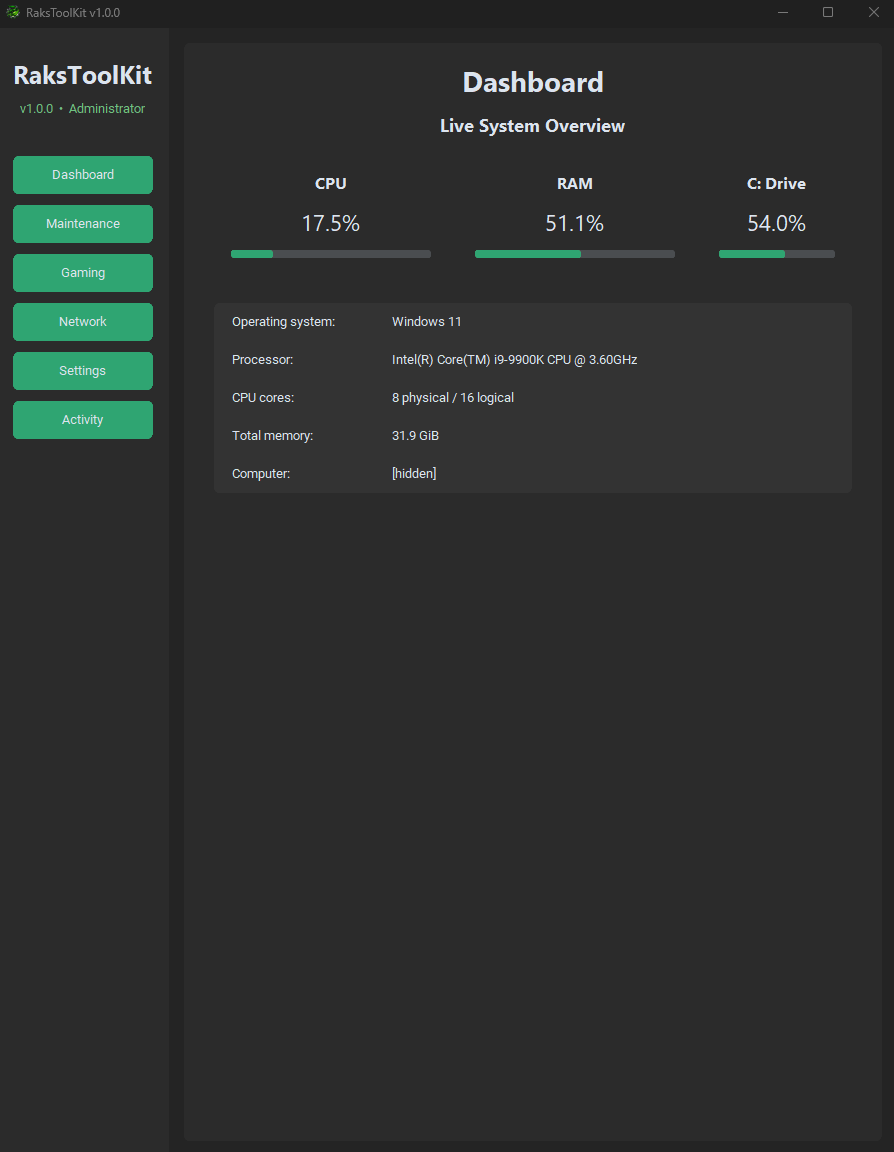 RaksToolKit v1.0.0
RaksToolKit
v1.0.0 • Administrator
Dashboard
Maintenance
Gaming
Network
Settings
Activity
Dashboard
Live System Overview
CPU RAM C: Drive
17.5% 51.1% 54.0%
Operating system: Windows 11
Processor: Intel(R) Core(TM) i9-9900K CPU @ 3.60GHz
CPU cores: 8 physical / 16 logical
Total memory: 31.9 GiB
Computer: [hidden]